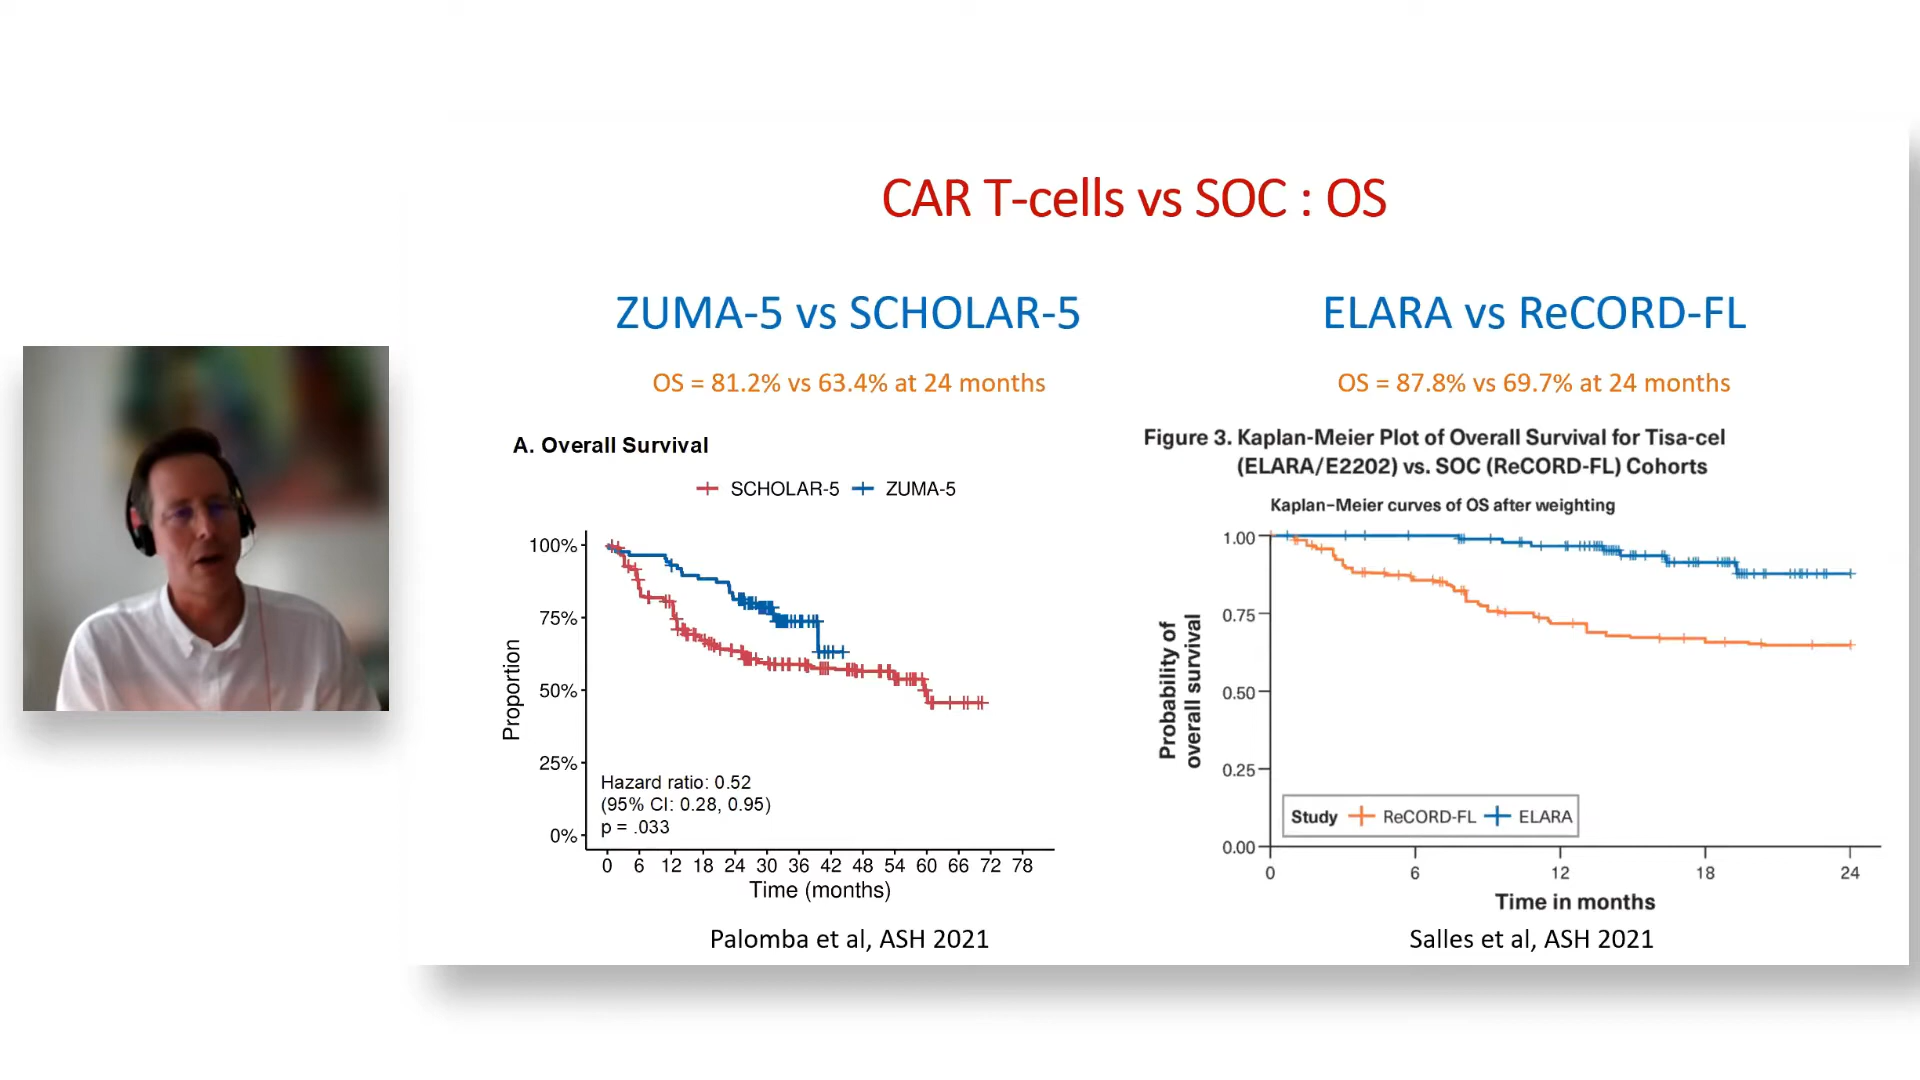 CAR T-cells vs SOC : OS
ZUMA-5 vs SCHOLAR-5
OS = 81.2% vs 63.4% at 24 months
A. Overall Survival
SCHOLAR-5 ZUMA-5
100%
75%
50%
25%
0%
Proportion
Hazard ratio: 0.52
(95% CI: 0.28, 0.95)
p = .033
0 6 12 18 24 30 36 42 48 54 60 66 72 78
Time (months)
Palomba et al, ASH 2021
ELARA vs ReCORD-FL
OS = 87.8% vs 69.7% at 24 months
Figure 3. Kaplan-Meier Plot of Overall Survival for Tisa-cel
(ELARA/E2202) vs. SOC (ReCORD-FL) Cohorts
Kaplan–Meier curves of OS after weighting
1.00
0.75
0.50
0.25
0.00
Probability of
overall survival
Study ReCORD-FL ELARA
0 6 12 18 24
Time in months
Salles et al, ASH 2021